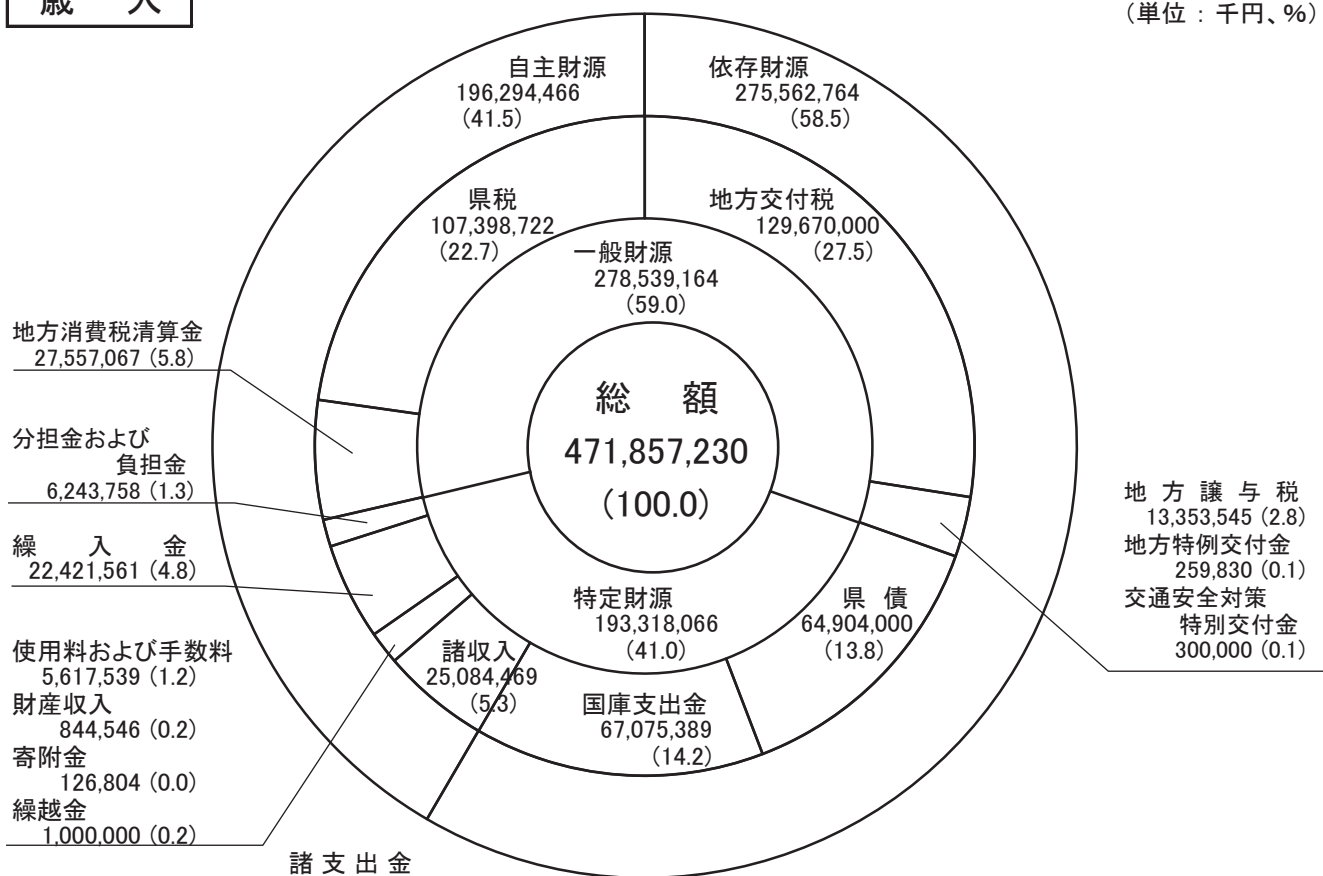 歳　入
（単位：千円、%）
自主財源
196,294,466
（41.5）
依存財源
275,562,764
（58.5）
県税
107,398,722
（22.7）
地方交付税
129,670,000
（27.5）
一般財源
278,539,164
（59.0）
総　額
471,857,230
（100.0）
地方消費税清算金
27,557,067（5.8）
分担金および
負担金
6,243,758（1.3）
繰　入　金
22,421,561（4.8）
使用料および手数料
5,617,539（1.2）
財産収入
844,546（0.2）
寄附金
126,804（0.0）
繰越金
1,000,000（0.2）
特定財源
193,318,066
（41.0）
諸収入
25,084,469
（5.3）
国庫支出金
67,075,389
（14.2）
県　債
64,904,000
（13.8）
地方譲与税
13,353,545（2.8）
地方特例交付金
259,830（0.1）
交通安全対策
特別交付金
300,000（0.1）
諸支出金